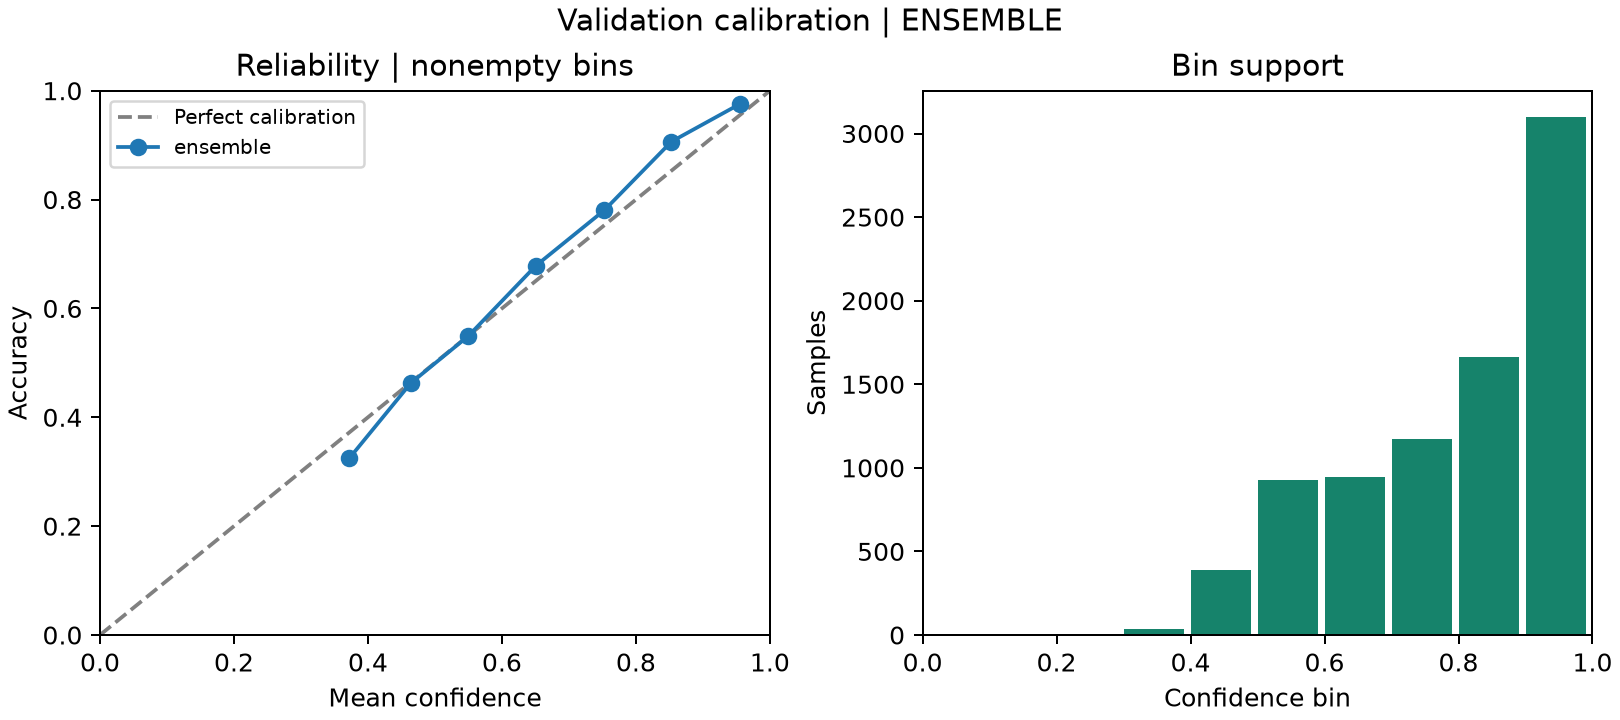 Validation calibration | ENSEMBLE
Reliability | nonempty bins
Perfect calibration
ensemble
Accuracy
1.0
0.8
0.6
0.4
0.2
0.0
0.0 0.2 0.4 0.6 0.8 1.0
Mean confidence
Bin support
Samples
3000
2500
2000
1500
1000
500
0
0.0 0.2 0.4 0.6 0.8 1.0
Confidence bin